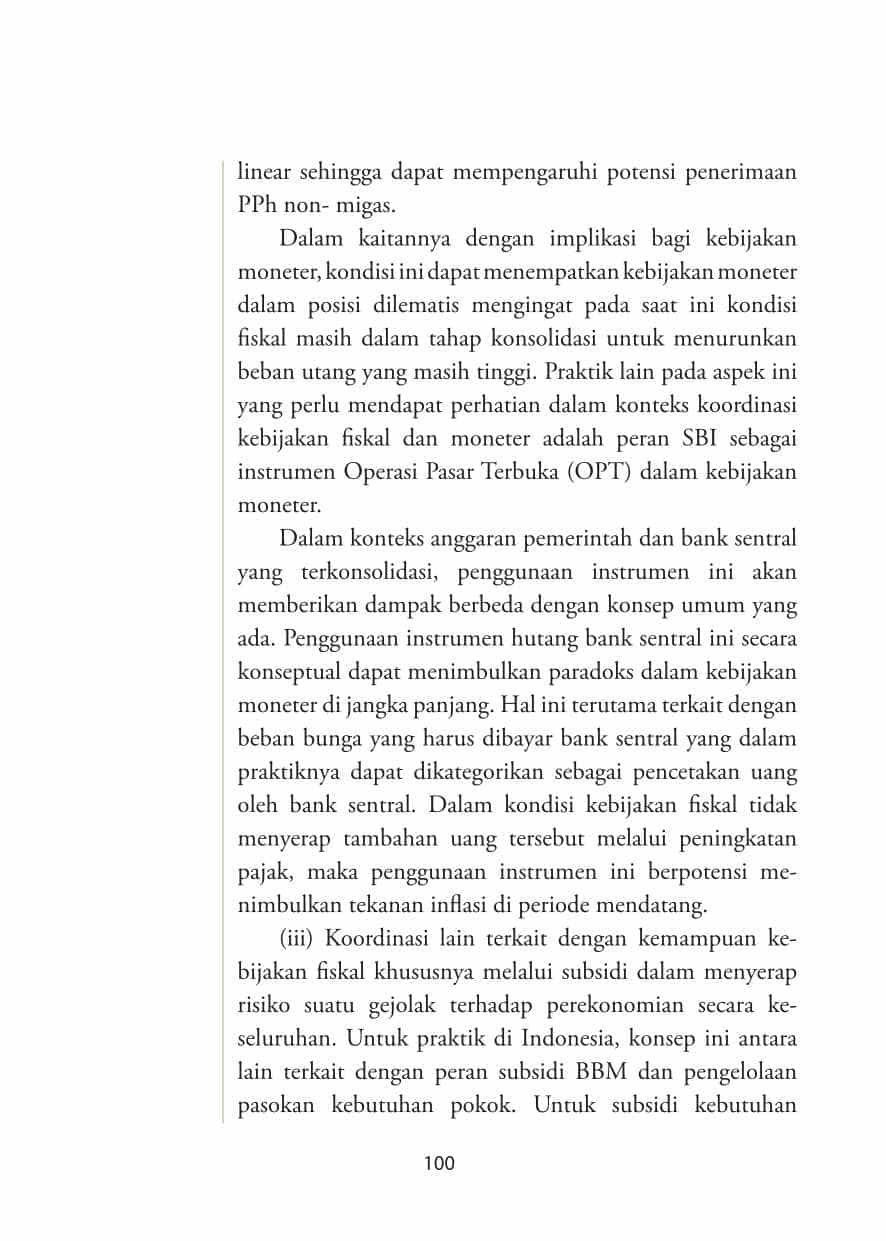 linear sehingga dapat mempengaruhi potensi penerimaan
PPh non- migas.
Dalam kaitannya dengan implikasi bagi kebijakan
moneter, kondisi ini dapat menempatkan kebijakan moneter
dalam posisi dilematis mengingat pada saat ini kondisi
fiskal masih dalam tahap konsolidasi untuk menurunkan
beban utang yang masih tinggi. Praktik lain pada aspek ini
yang perlu mendapat perhatian dalam konteks koordinasi
kebijakan fiskal dan moneter adalah peran SBI sebagai
instrumen Operasi Pasar Terbuka (OPT) dalam kebijakan
moneter.
Dalam konteks anggaran pemerintah dan bank sentral
yang terkonsolidasi, penggunaan instrumen ini akan
memberikan dampak berbeda dengan konsep umum yang
ada. Penggunaan instrumen hutang bank sentral ini secara
konseptual dapat menimbulkan paradoks dalam kebijakan
moneter di jangka panjang. Hal ini terutama terkait dengan
beban bunga yang harus dibayar bank sentral yang dalam
praktiknya dapat dikategorikan sebagai pencetakan uang
oleh bank sentral. Dalam kondisi kebijakan fiskal tidak
menyerap tambahan uang tersebut melalui peningkatan
pajak, maka penggunaan instrumen ini berpotensi me-
nimbulkan tekanan inflasi di periode mendatang.
(iii) Koordinasi lain terkait dengan kemampuan ke-
bijakan fiskal khususnya melalui subsidi dalam menyerap
risiko suatu gejolak terhadap perekonomian secara ke-
seluruhan. Untuk praktik di Indonesia, konsep ini antara
lain terkait dengan peran subsidi BBM dan pengelolaan
pasokan kebutuhan pokok. Untuk subsidi kebutuhan
100